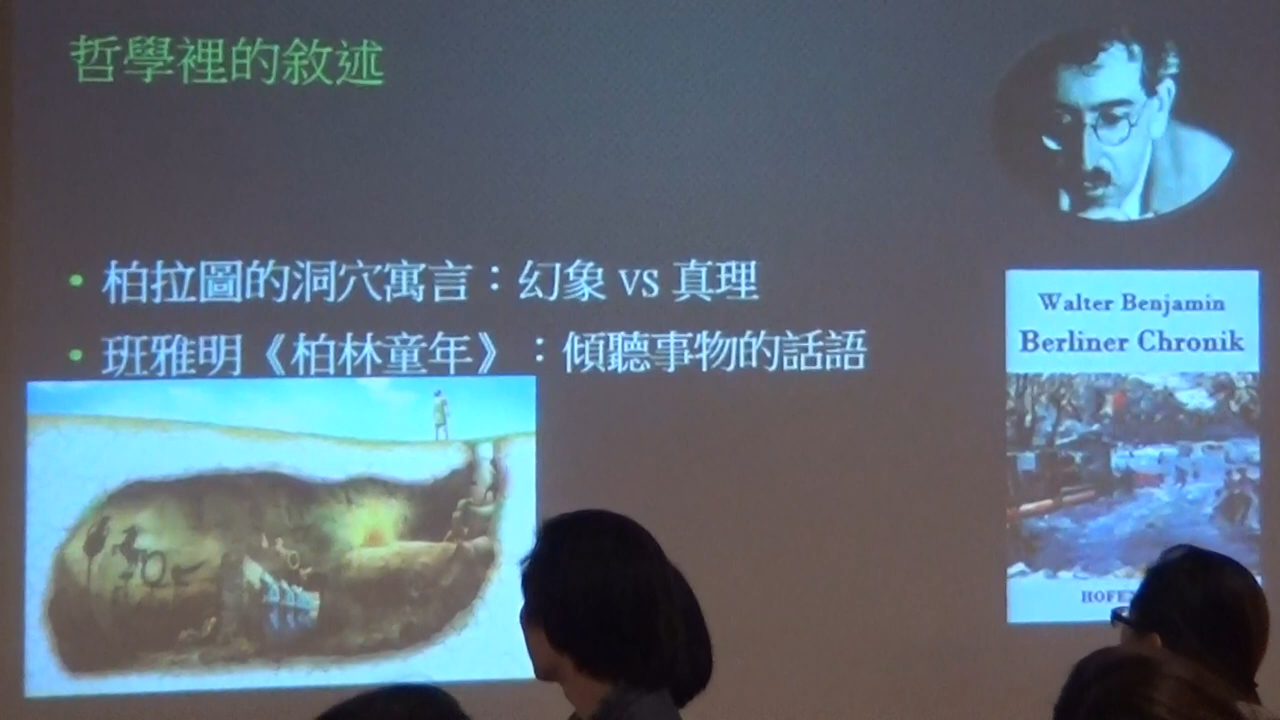 哲學裡的敘述
• 柏拉圖的洞穴寓言：幻象 vs 真理
• 班雅明《柏林童年》：傾聽事物的話語
Walter Benjamin
Berliner Chronik